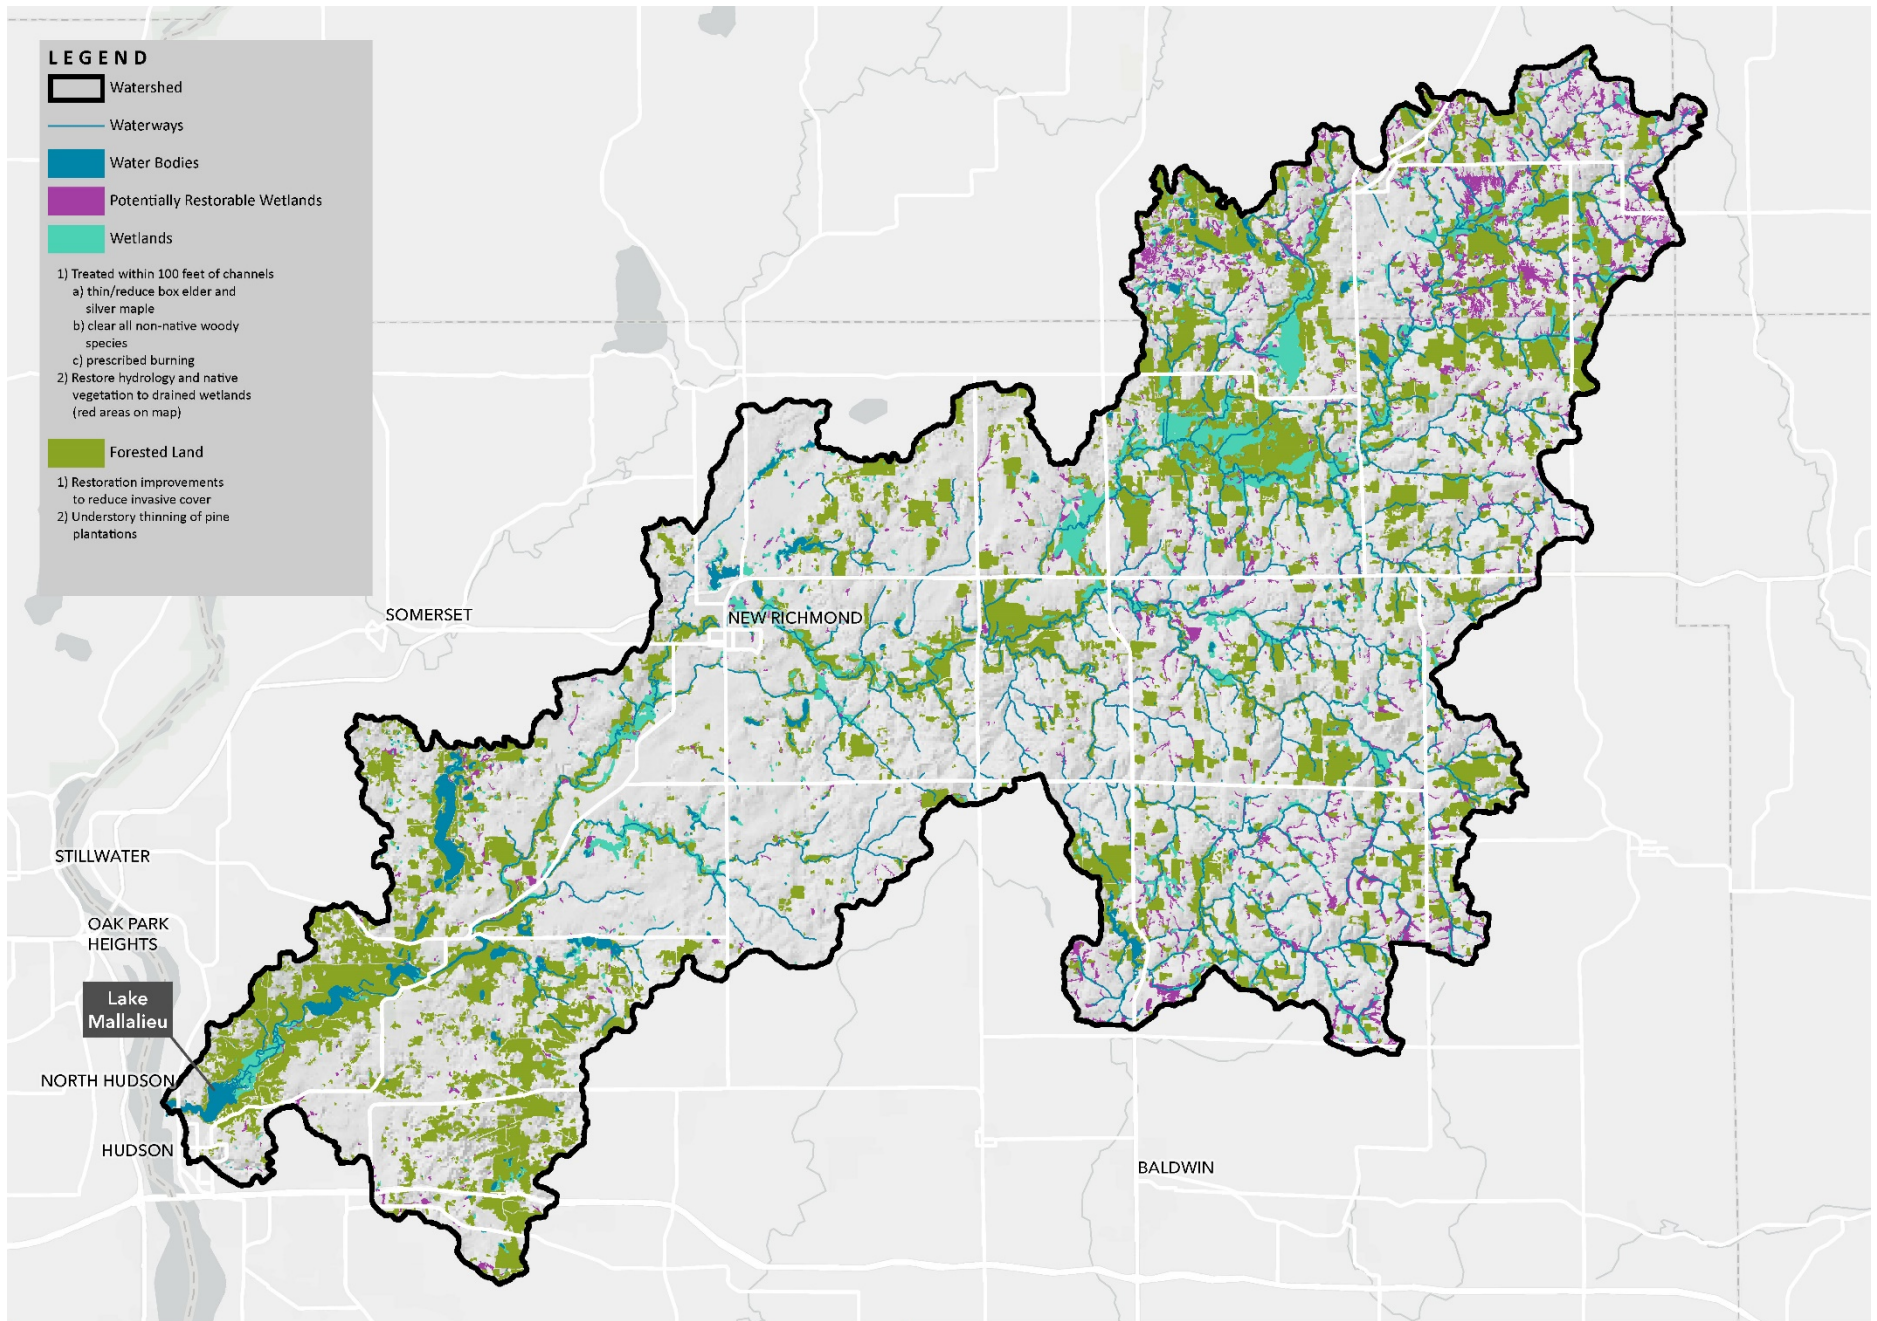 LEGEND
Watershed
Waterways
Water Bodies
Potentially Restorable Wetlands
Wetlands
1) Treated within 100 feet of channels
a) thin/reduce box elder and
silver maple
b) clear all non-native woody
species
c) prescribed burning
2) Restore hydrology and native
vegetation to drained wetlands
(red areas on map)
Forested Land
1) Restoration improvements
to reduce invasive cover
2) Understory thinning of pine
plantations
SOMERSET
NEW RICHMOND
STILLWATER
OAK PARK
HEIGHTS
Lake
Mallalieu
NORTH HUDSON
HUDSON
BALDWIN